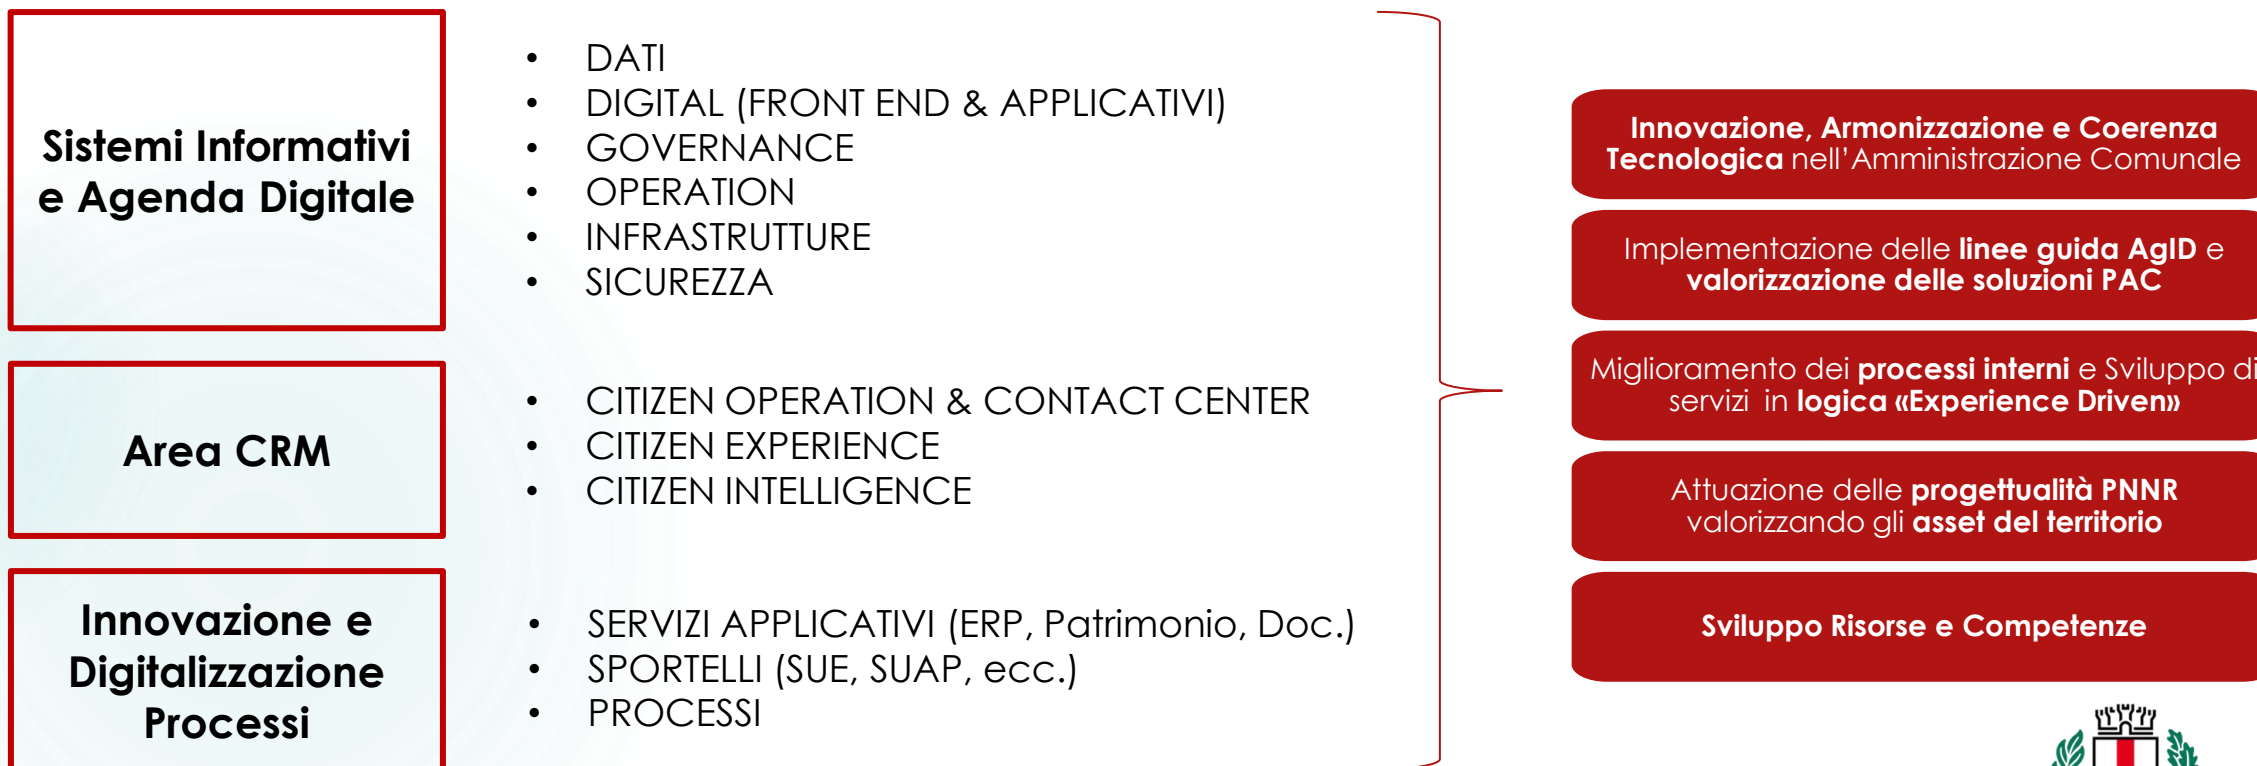 Sistemi Informativi
e Agenda Digitale
• DATI
• DIGITAL (FRONT END & APPLICATIVI)
• GOVERNANCE
• OPERATION
• INFRASTRUTTURE
• SICUREZZA
Area CRM
• CITIZEN OPERATION & CONTACT CENTER
• CITIZEN EXPERIENCE
• CITIZEN INTELLIGENCE
Innovazione e
Digitalizzazione
Processi
• SERVIZI APPLICATIVI (ERP, Patrimonio, Doc.)
• SPORTELLI (SUE, SUAP, ecc.)
• PROCESSI
Innovazione, Armonizzazione e Coerenza
Tecnologica nell'Amministrazione Comunale
Implementazione delle linee guida AgID e
valorizzazione delle soluzioni PAC
Miglioramento dei processi interni e Sviluppo di
servizi in logica «Experience Driven»
Attuazione delle progettualità PNNR
valorizzando gli asset del territorio
Sviluppo Risorse e Competenze